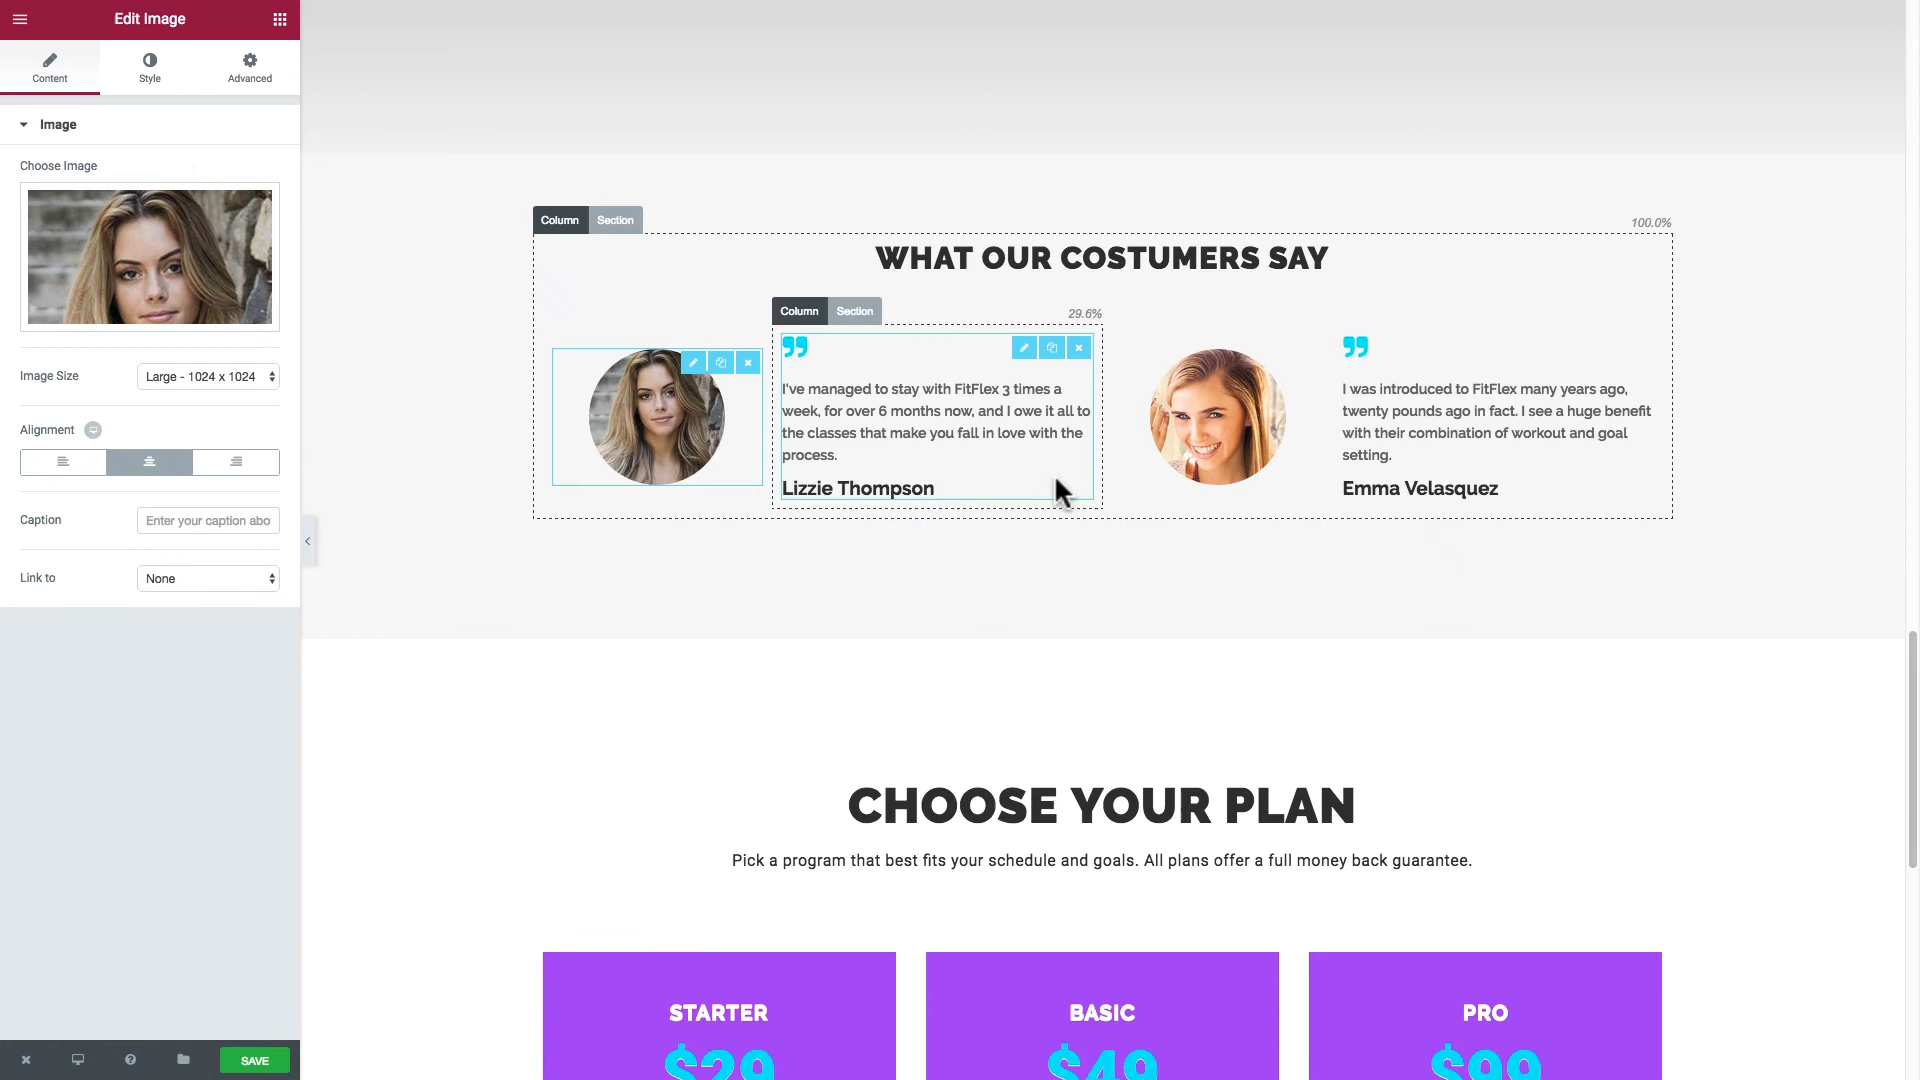 Edit Image
Content
Style
Advanced
Image
Choose Image
Image Size
Large - 1024 x 1024
Alignment
Caption
Enter your caption abo
Link to
None
SAVE
Column
Section
100.0%
WHAT OUR COSTUMERS SAY
Column
Section
29.6%
I've managed to stay with FitFlex 3 times a
week, for over 6 months now, and I owe it all to
the classes that make you fall in love with the
process.
Lizzie Thompson
I was introduced to FitFlex many years ago,
twenty pounds ago in fact. I see a huge benefit
with their combination of workout and goal
setting.
Emma Velasquez
CHOOSE YOUR PLAN
Pick a program that best fits your schedule and goals. All plans offer a full money back guarantee.
STARTER
$29
BASIC
$49
PRO
$99